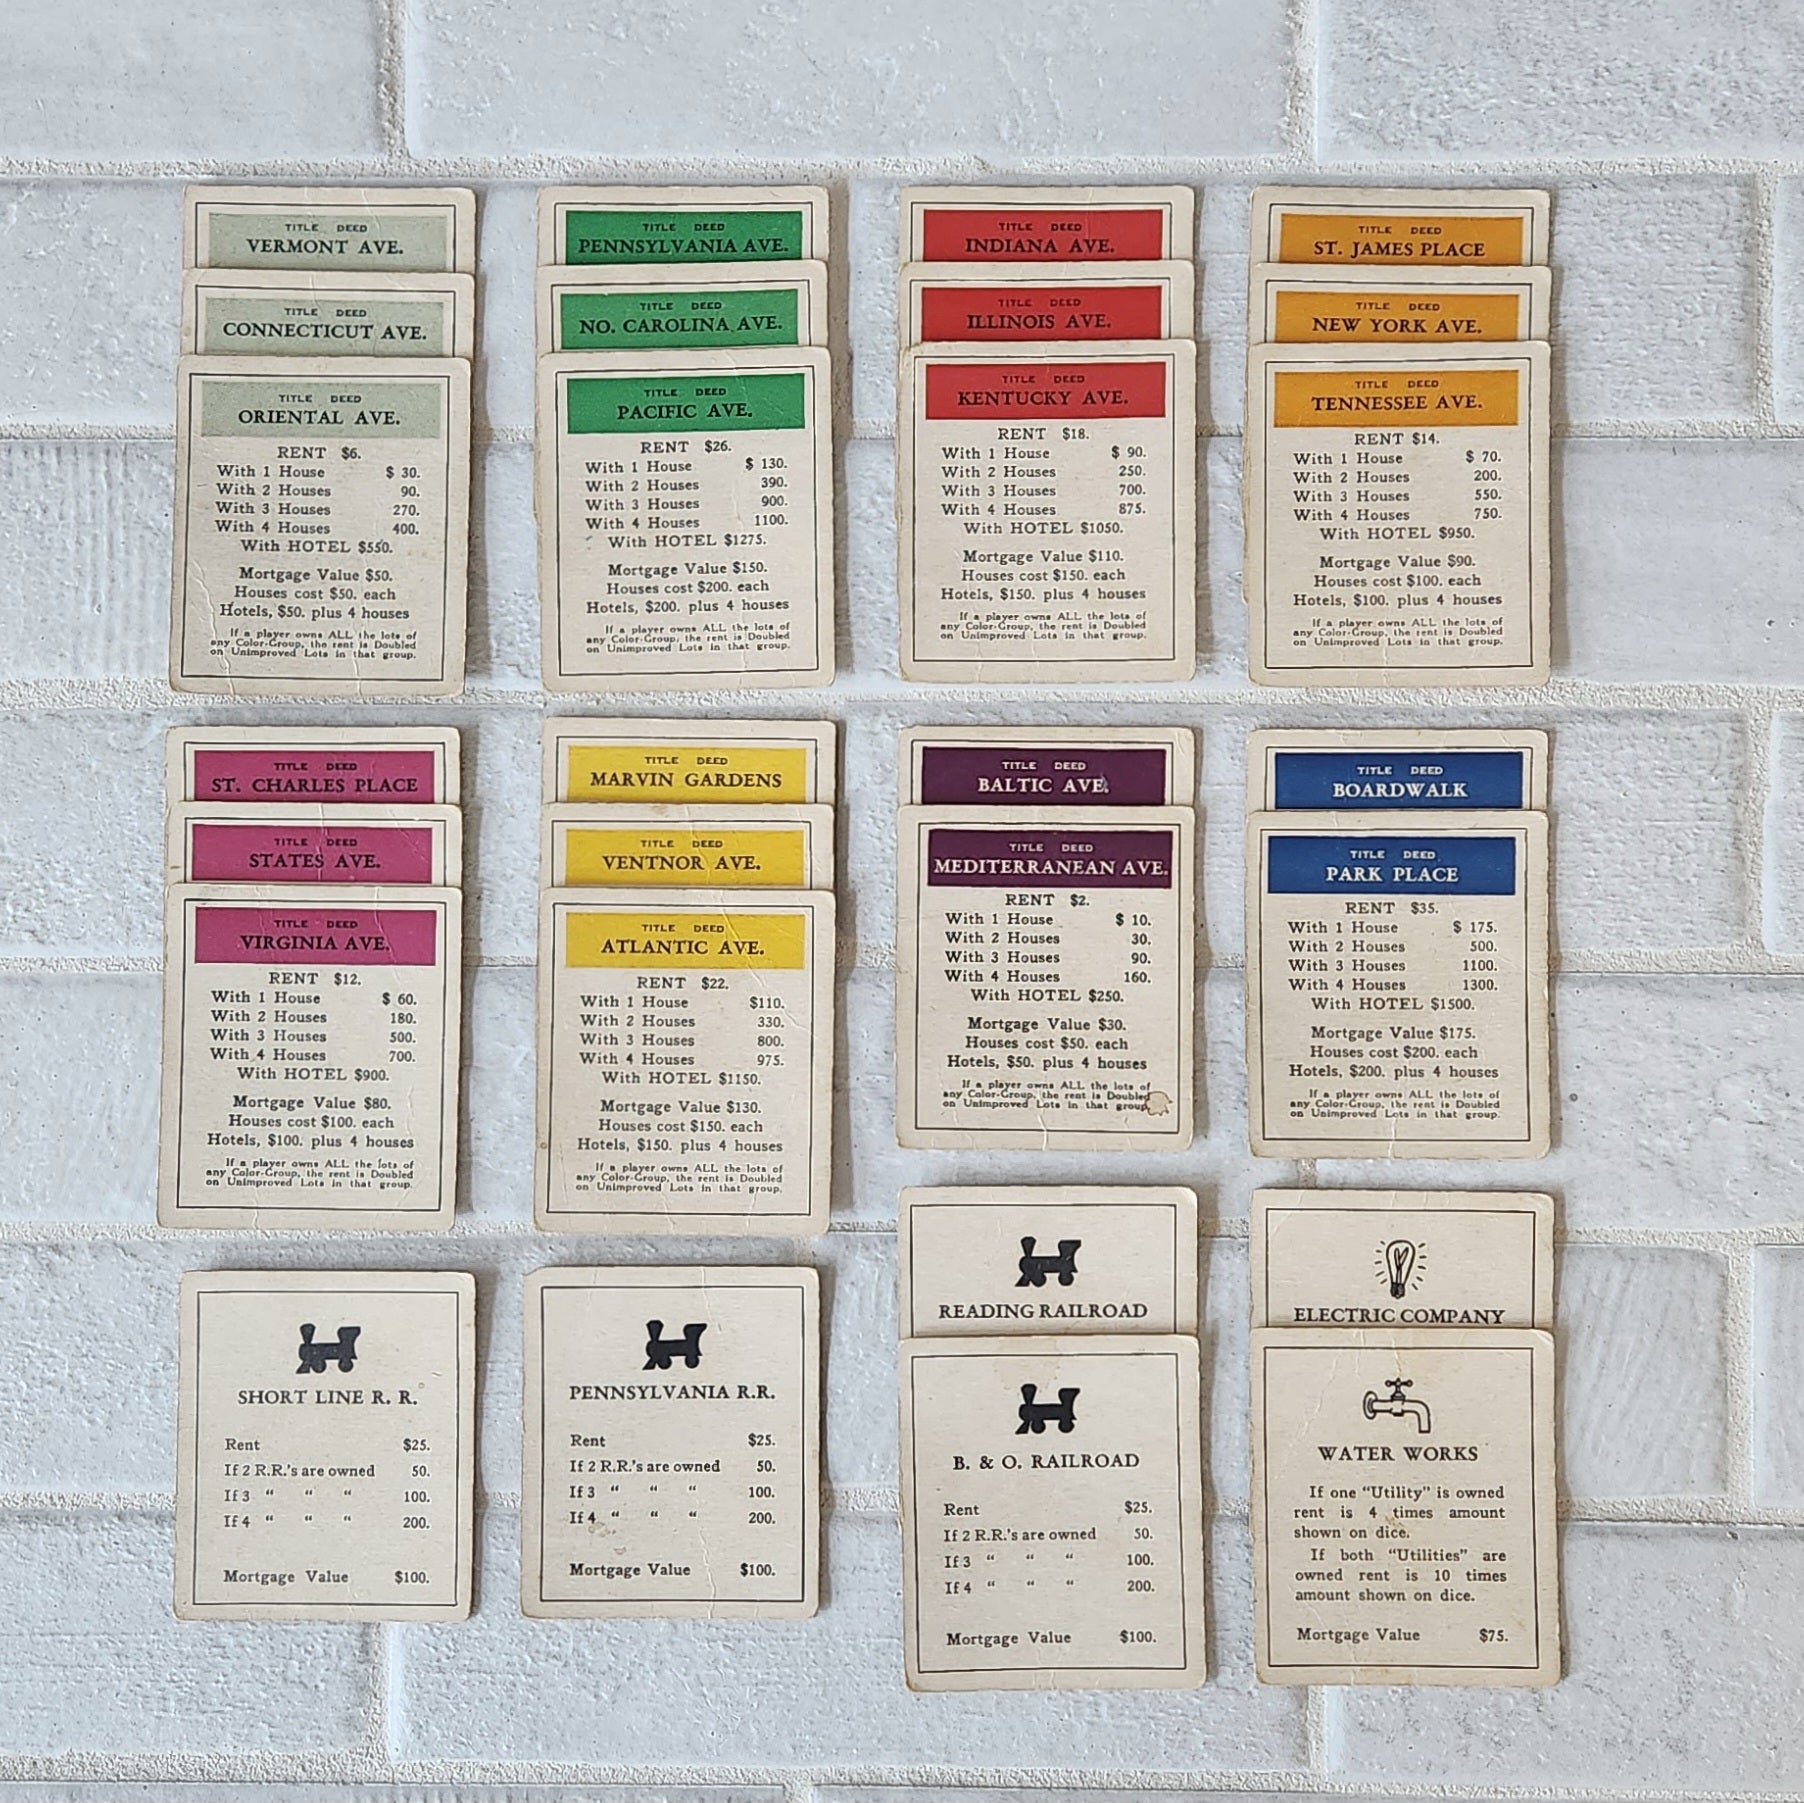 TITLE DEED
VERMONT AVE.
TITLE DEED
CONNECTICUT AVE.
TITLE DEED
ORIENTAL AVE.
RENT $6.
With 1 House $ 30.
With 2 Houses 90.
With 3 Houses 270.
With 4 Houses 400.
With HOTEL $550.
Mortgage Value $50.
Houses cost $50. each
Hotels, $50. plus 4 houses
If a player owns ALL the lots of
any Color-Group, the rent is Doubled
on Unimproved Lots in that group.
TITLE DEED
PENNSYLVANIA AVE.
TITLE DEED
NO. CAROLINA AVE.
TITLE DEED
PACIFIC AVE.
RENT $26.
With 1 House $ 130.
With 2 Houses 390.
With 3 Houses 900.
With 4 Houses 1100.
With HOTEL $1275.
Mortgage Value $150.
Houses cost $200. each
Hotels, $200. plus 4 houses
If a player owns ALL the lots of
any Color-Group, the rent is Doubled
on Unimproved Lots in that group.
TITLE DEED
INDIANA AVE.
TITLE DEED
ILLINOIS AVE.
TITLE DEED
KENTUCKY AVE.
RENT $18.
With 1 House $ 90.
With 2 Houses 250.
With 3 Houses 700.
With 4 Houses 875.
With HOTEL $1050.
Mortgage Value $110.
Houses cost $150. each
Hotels, $150. plus 4 houses
If a player owns ALL the lots of
any Color-Group, the rent is Doubled
on Unimproved Lots in that group.
TITLE DEED
ST. JAMES PLACE
TITLE DEED
NEW YORK AVE.
TITLE DEED
TENNESSEE AVE.
RENT $14.
With 1 House $ 70.
With 2 Houses 200.
With 3 Houses 550.
With 4 Houses 750.
With HOTEL $950.
Mortgage Value $90.
Houses cost $100. each
Hotels, $100. plus 4 houses
If a player owns ALL the lots of
any Color-Group, the rent is Doubled
on Unimproved Lots in that group.
TITLE DEED
ST. CHARLES PLACE
TITLE DEED
STATES AVE.
TITLE DEED
VIRGINIA AVE.
RENT $12.
With 1 House $ 60.
With 2 Houses 180.
With 3 Houses 500.
With 4 Houses 700.
With HOTEL $900.
Mortgage Value $80.
Houses cost $100. each
Hotels, $100. plus 4 houses
If a player owns ALL the lots of
any Color-Group, the rent is Doubled
on Unimproved Lots in that group.
TITLE DEED
MARVIN GARDENS
TITLE DEED
VENTNOR AVE.
TITLE DEED
ATLANTIC AVE.
RENT $22.
With 1 House $110.
With 2 Houses 330.
With 3 Houses 800.
With 4 Houses 975.
With HOTEL $1150.
Mortgage Value $130.
Houses cost $150. each
Hotels, $150. plus 4 houses
If a player owns ALL the lots of
any Color-Group, the rent is Doubled
on Unimproved Lots in that group.
TITLE DEED
BALTIC AVE.
TITLE DEED
MEDITERRANEAN AVE.
RENT $2.
With 1 House $ 10.
With 2 Houses 30.
With 3 Houses 90.
With 4 Houses 160.
With HOTEL $250.
Mortgage Value $30.
Houses cost $50. each
Hotels, $50. plus 4 houses
If a player owns ALL the lots of
any Color-Group, the rent is Doubled
on Unimproved Lots in that group.
TITLE DEED
BOARDWALK
TITLE DEED
PARK PLACE
RENT $35.
With 1 House $ 175.
With 2 Houses 500.
With 3 Houses 1100.
With 4 Houses 1300.
With HOTEL $1500.
Mortgage Value $175.
Houses cost $200. each
Hotels, $200. plus 4 houses
If a player owns ALL the lots of
any Color-Group, the rent is Doubled
on Unimproved Lots in that group.
SHORT LINE R. R.
Rent $25.
If 2 R.R.'s are owned 50.
If 3 “ “ “ 100.
If 4 “ “ “ 200.
Mortgage Value $100.
PENNSYLVANIA R.R.
Rent $25.
If 2 R.R.'s are owned 50.
If 3 “ “ “ 100.
If 4 “ “ “ 200.
Mortgage Value $100.
READING RAILROAD
B. & O. RAILROAD
Rent $25.
If 2 R.R.'s are owned 50.
If 3 “ “ “ 100.
If 4 “ “ “ 200.
Mortgage Value $100.
ELECTRIC COMPANY
WATER WORKS
If one “Utility” is owned
rent is 4 times amount
shown on dice.
If both “Utilities” are
owned rent is 10 times
amount shown on dice.
Mortgage Value $75.